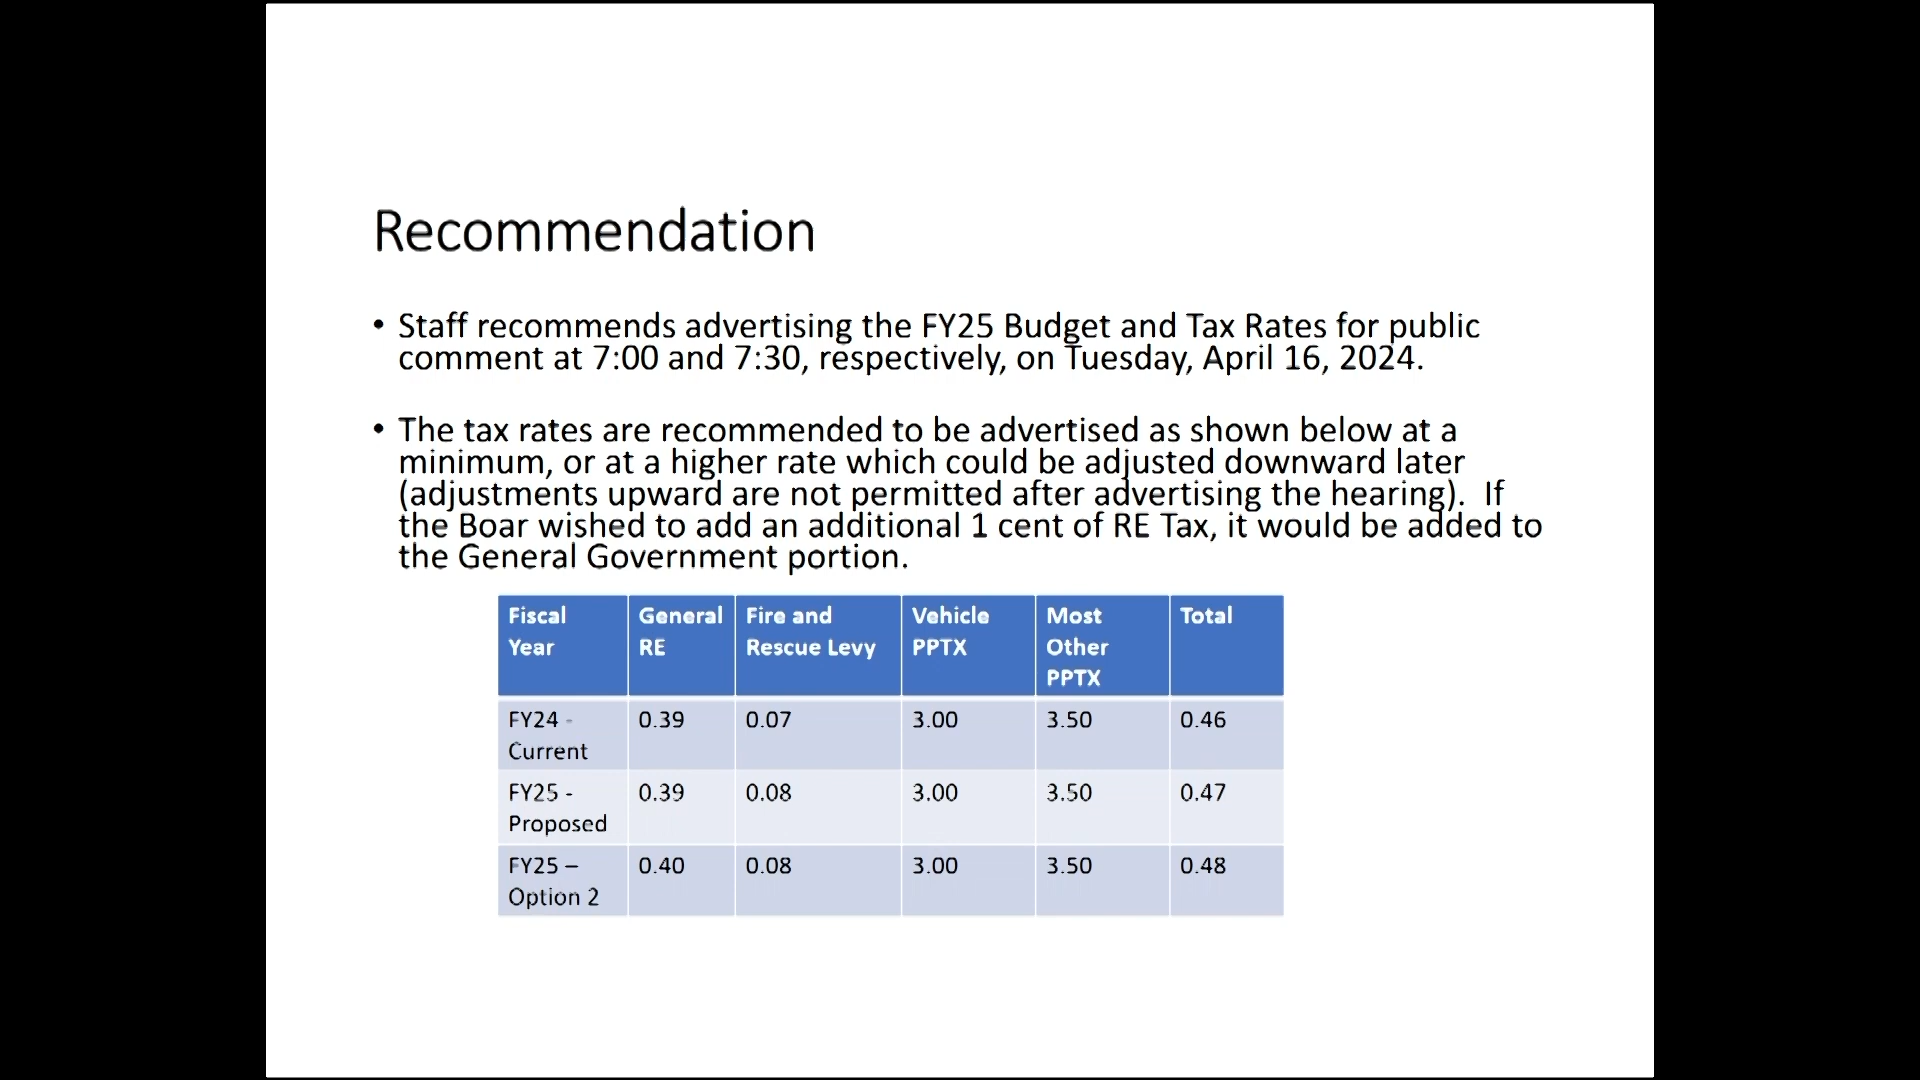 Recommendation
• Staff recommends advertising the FY25 Budget and Tax Rates for public
comment at 7:00 and 7:30, respectively, on Tuesday, April 16, 2024.
• The tax rates are recommended to be advertised as shown below at a
minimum, or at a higher rate which could be adjusted downward later
(adjustments upward are not permitted after advertising the hearing).  If
the Boar wished to add an additional 1 cent of RE Tax, it would be added to
the General Government portion.
Fiscal Year | General RE | Fire and Rescue Levy | Vehicle PPTX | Most Other PPTX | Total
FY24 - Current | 0.39 | 0.07 | 3.00 | 3.50 | 0.46
FY25 - Proposed | 0.39 | 0.08 | 3.00 | 3.50 | 0.47
FY25 – Option 2 | 0.40 | 0.08 | 3.00 | 3.50 | 0.48